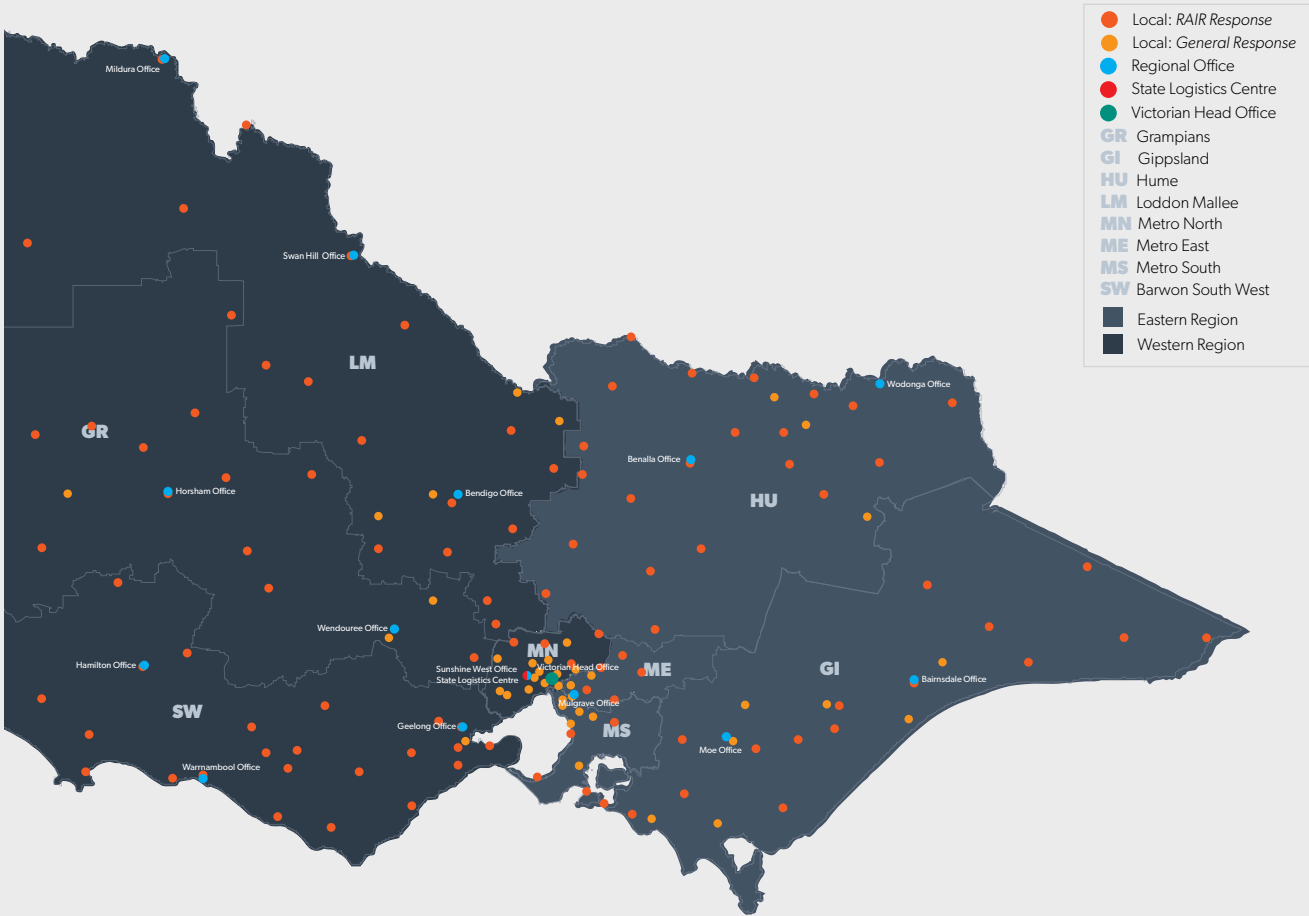 Local: RAIR Response
Local: General Response
Regional Office
State Logistics Centre
Victorian Head Office
GR Grampians
GI Gippsland
HU Hume
LM Loddon Mallee
MN Metro North
ME Metro East
MS Metro South
SW Barwon South West
Eastern Region
Western Region
Mildura Office
Swan Hill Office
LM
Wodonga Office
GR
Benalla Office
Horsham Office
Bendigo Office
HU
Wendouree Office
MN
Hamilton Office
Sunshine West Office
Victorian Head Office
ME
GI
State Logistics Centre
Bairnsdale Office
Mulgrave Office
SW
Geelong Office
MS
Moe Office
Warrnambool Office